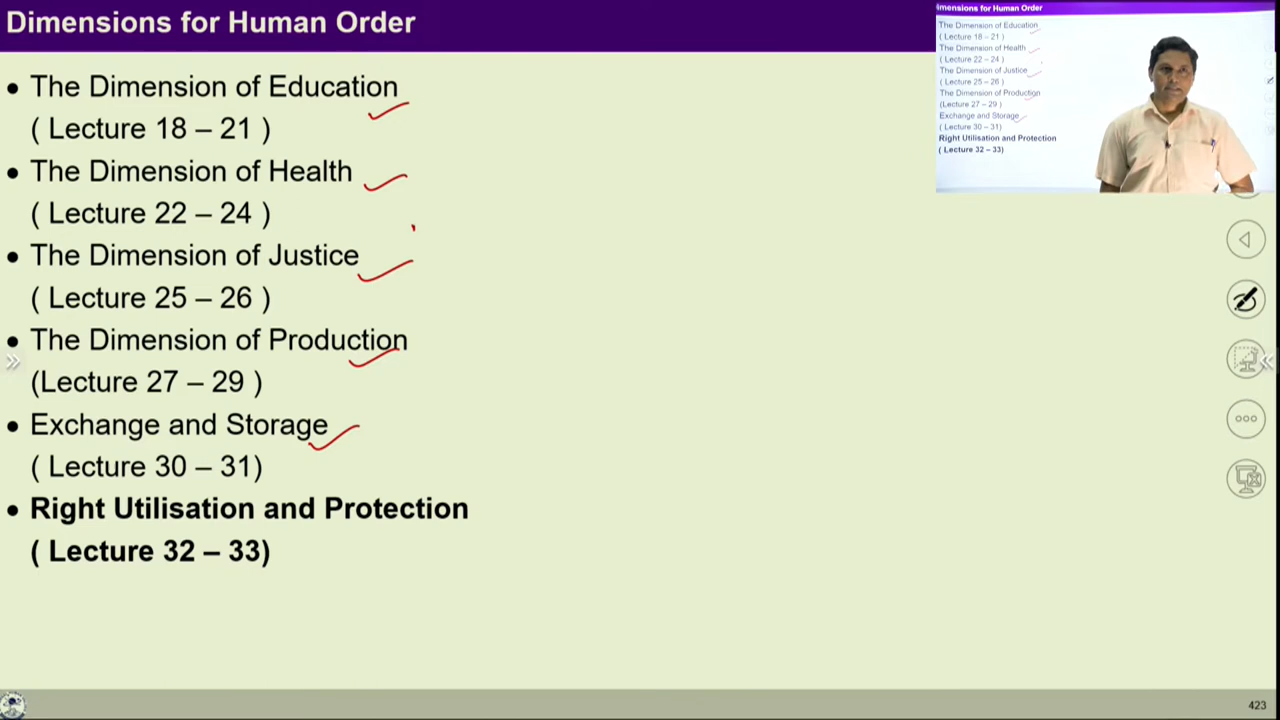 Dimensions for Human Order
• The Dimension of Education
( Lecture 18 – 21 )
• The Dimension of Health
( Lecture 22 – 24 )
• The Dimension of Justice
( Lecture 25 – 26 )
• The Dimension of Production
(Lecture 27 – 29 )
• Exchange and Storage
( Lecture 30 – 31)
• Right Utilisation and Protection
( Lecture 32 – 33)
imensions for Human Order
The Dimension of Education
( Lecture 18 – 21 )
The Dimension of Health
( Lecture 22 – 24 )
The Dimension of Justice
( Lecture 25 – 26 )
The Dimension of Production
(Lecture 27 – 29 )
Exchange and Storage
( Lecture 30 – 31)
Right Utilisation and Protection
( Lecture 32 – 33)
423